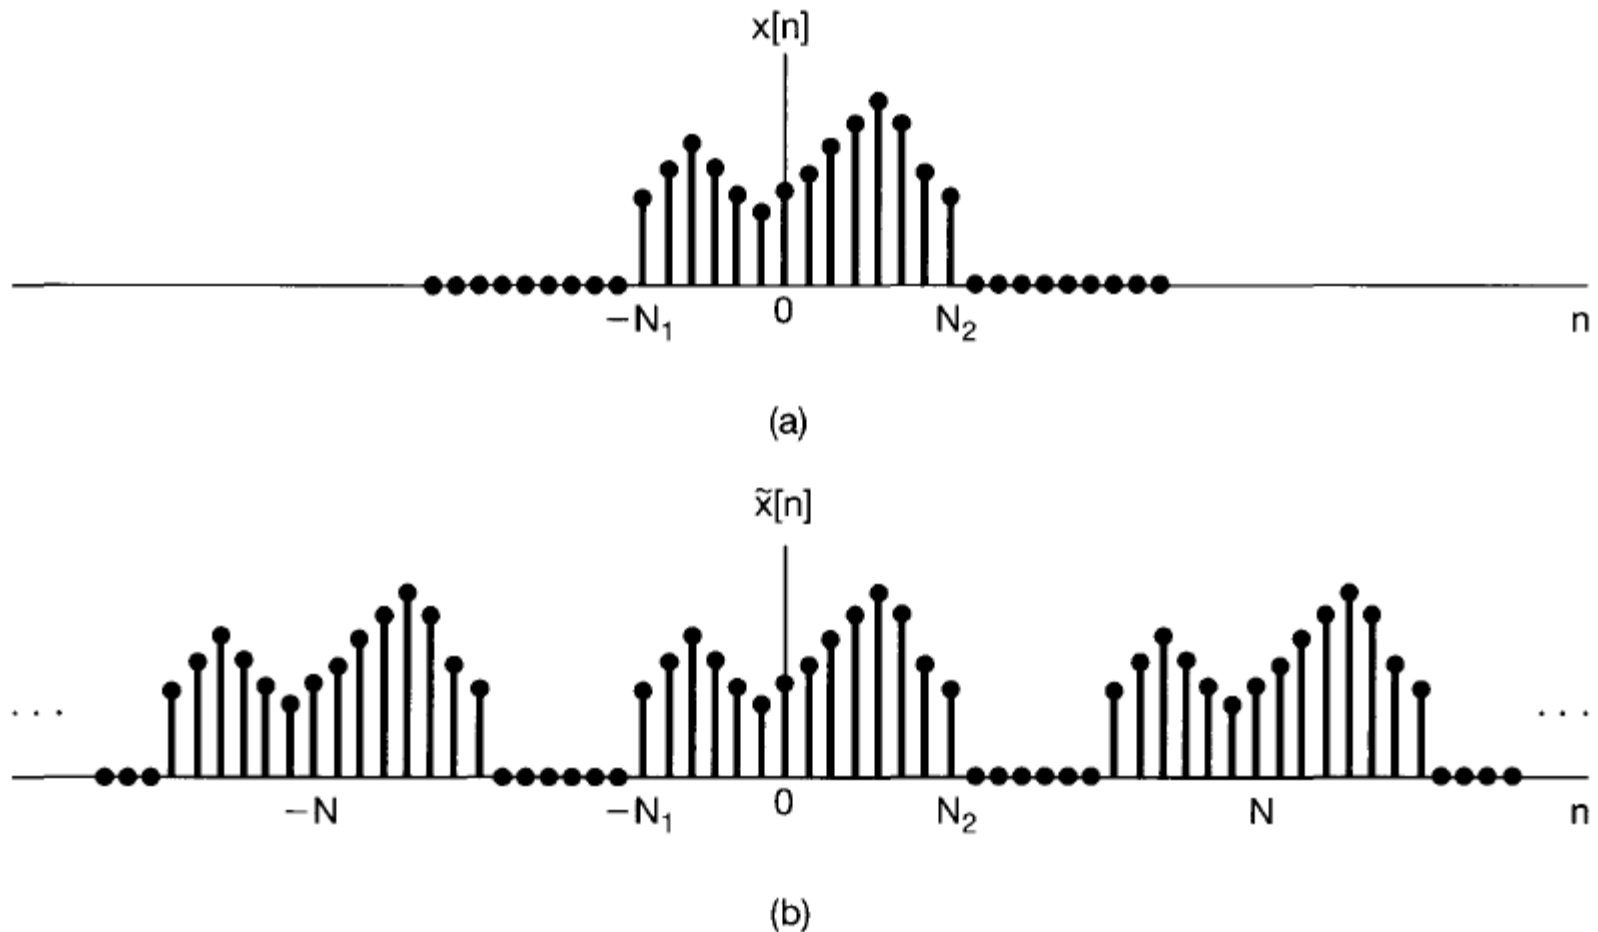 x[n]
−N₁ 0 N₂ n
(a)
x̃[n]
. . . . . .
−N −N₁ 0 N₂ N n
(b)